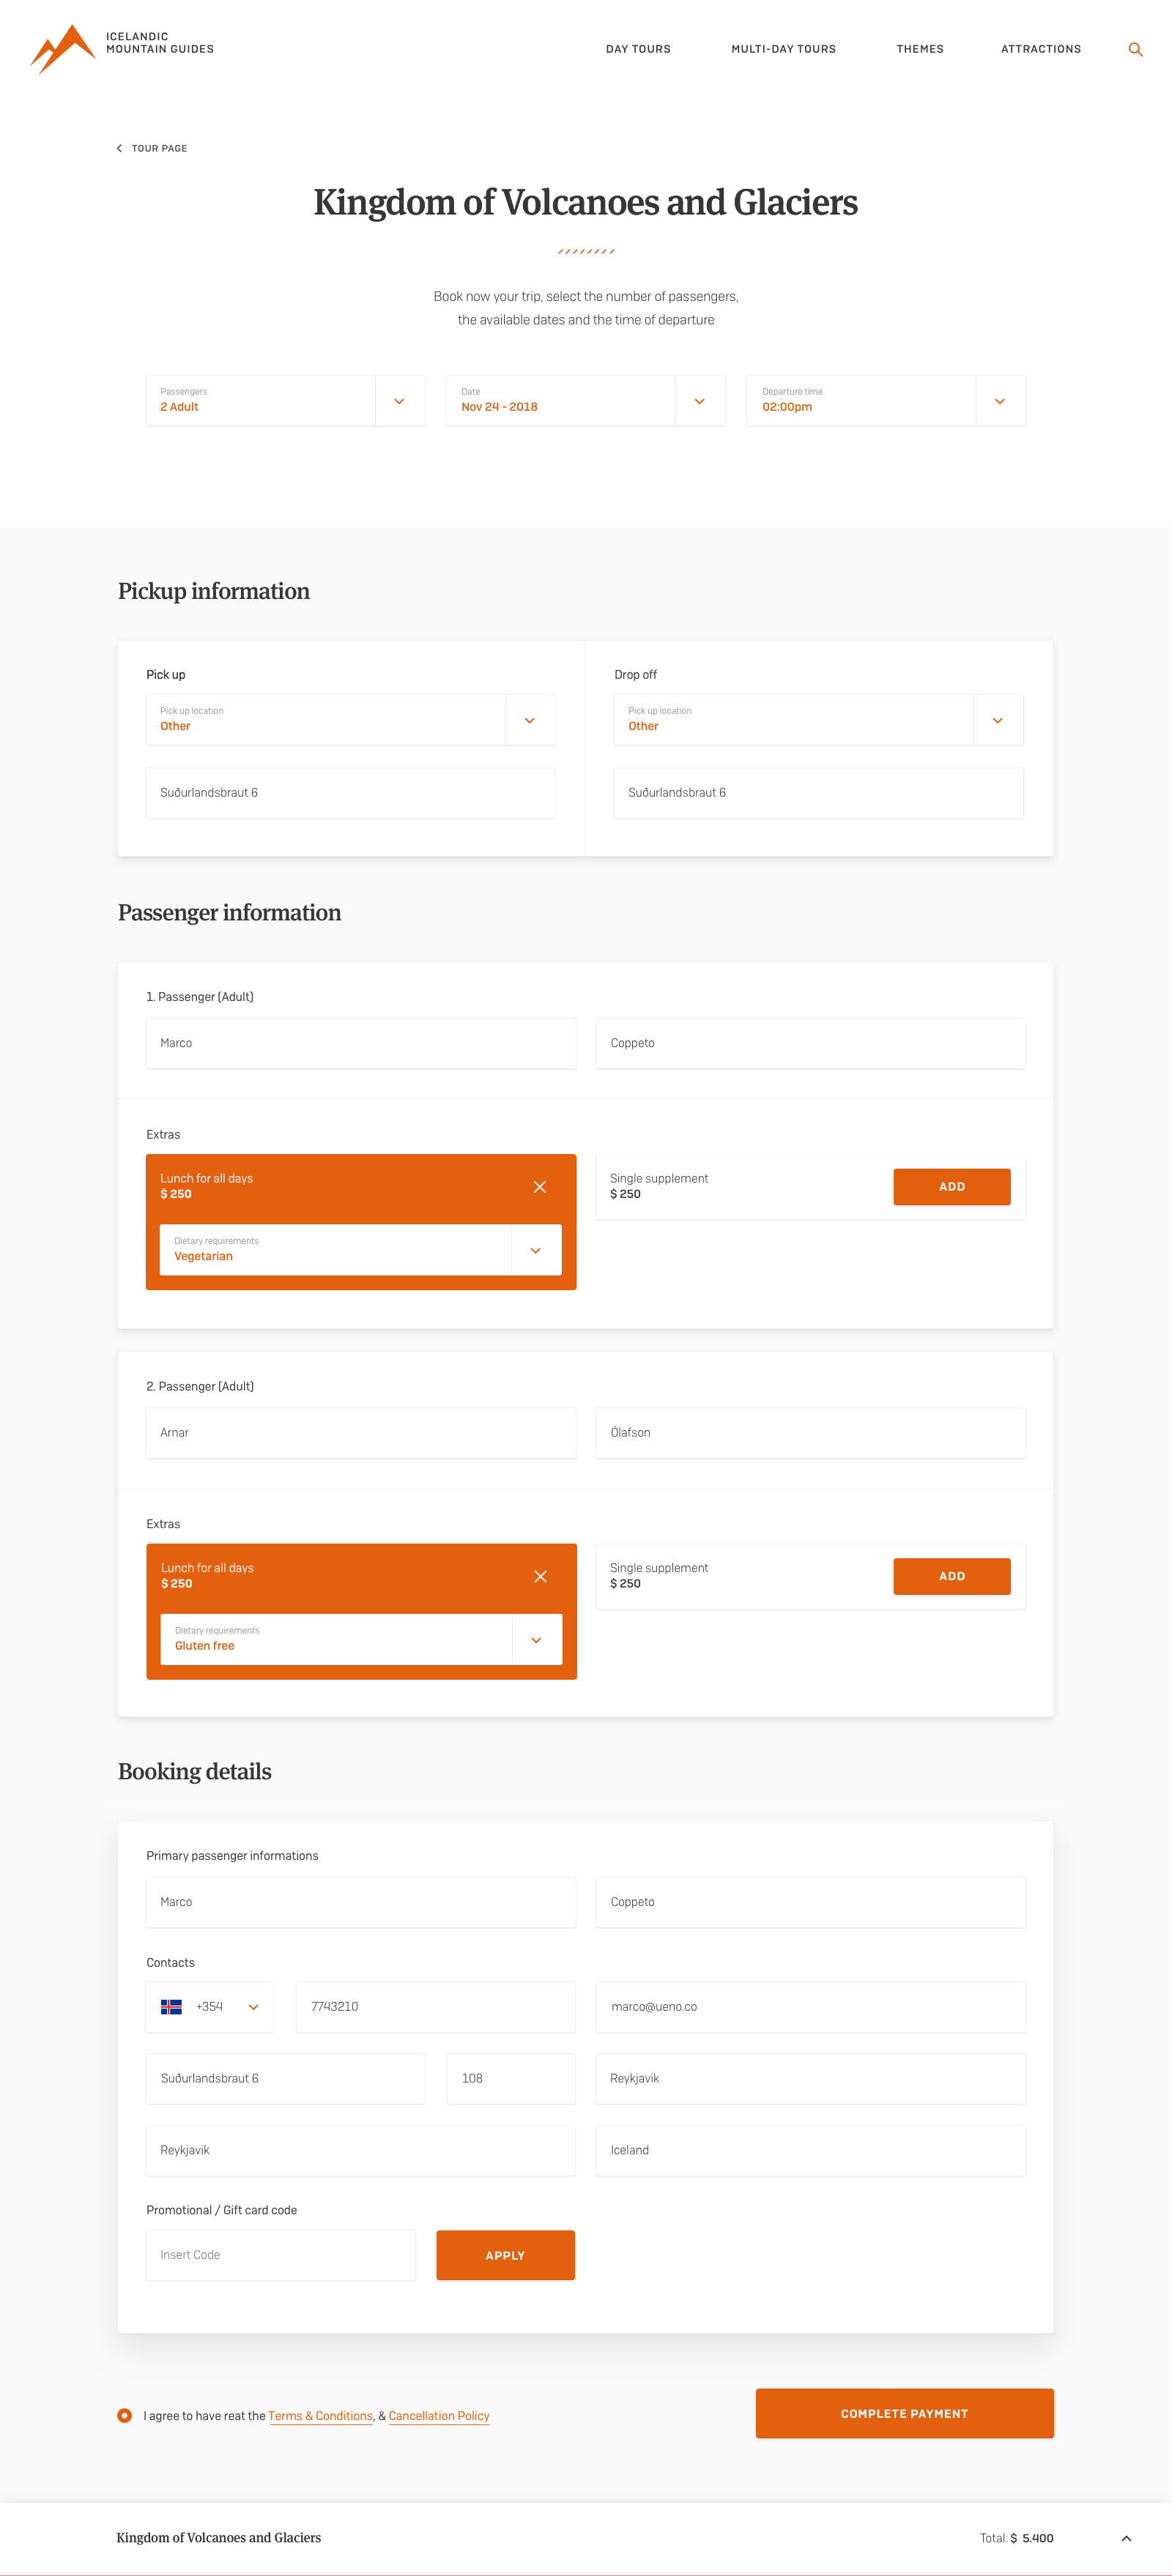 ICELANDIC
MOUNTAIN GUIDES
DAY TOURS
MULTI-DAY TOURS
THEMES
ATTRACTIONS
TOUR PAGE
Kingdom of Volcanoes and Glaciers
Book now your trip, select the number of passengers,
the available dates and the time of departure
Passengers
2 Adult
Date
Nov 24 - 2018
Departure time
02:00pm
Pickup information
Pick up
Pick up location
Other
Suðurlandsbraut 6
Drop off
Pick up location
Other
Suðurlandsbraut 6
Passenger information
1. Passenger (Adult)
Marco
Coppeto
Extras
Lunch for all days
$ 250
Dietary requirements
Vegetarian
Single supplement
$ 250
ADD
2. Passenger (Adult)
Arnar
Ólafson
Extras
Lunch for all days
$ 250
Dietary requirements
Gluten free
Single supplement
$ 250
ADD
Booking details
Primary passenger informations
Marco
Coppeto
Contacts
+354
7743210
marco@ueno.co
Suðurlandsbraut 6
108
Reykjavik
Reykjavik
Iceland
Promotional / Gift card code
Insert Code
APPLY
I agree to have reat the Terms & Conditions, & Cancellation Policy
COMPLETE PAYMENT
Kingdom of Volcanoes and Glaciers
Total: $ 5.400